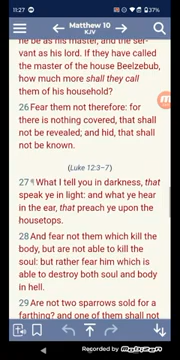 11:27
37%
Matthew 10
KJV
he be as his master, and the ser-
vant as his lord. If they have called
the master of the house Beelzebub,
how much more shall they call
them of his household?
26 Fear them not therefore: for
there is nothing covered, that shall
not be revealed; and hid, that shall
not be known.
(Luke 12:3-7)
27 ¶ What I tell you in darkness, that
speak ye in light: and what ye hear
in the ear, that preach ye upon the
housetops.
28 And fear not them which kill the
body, but are not able to kill the
soul: but rather fear him which is
able to destroy both soul and body
in hell.
29 Are not two sparrows sold for a
farthing? and one of them shall not
Recorded by